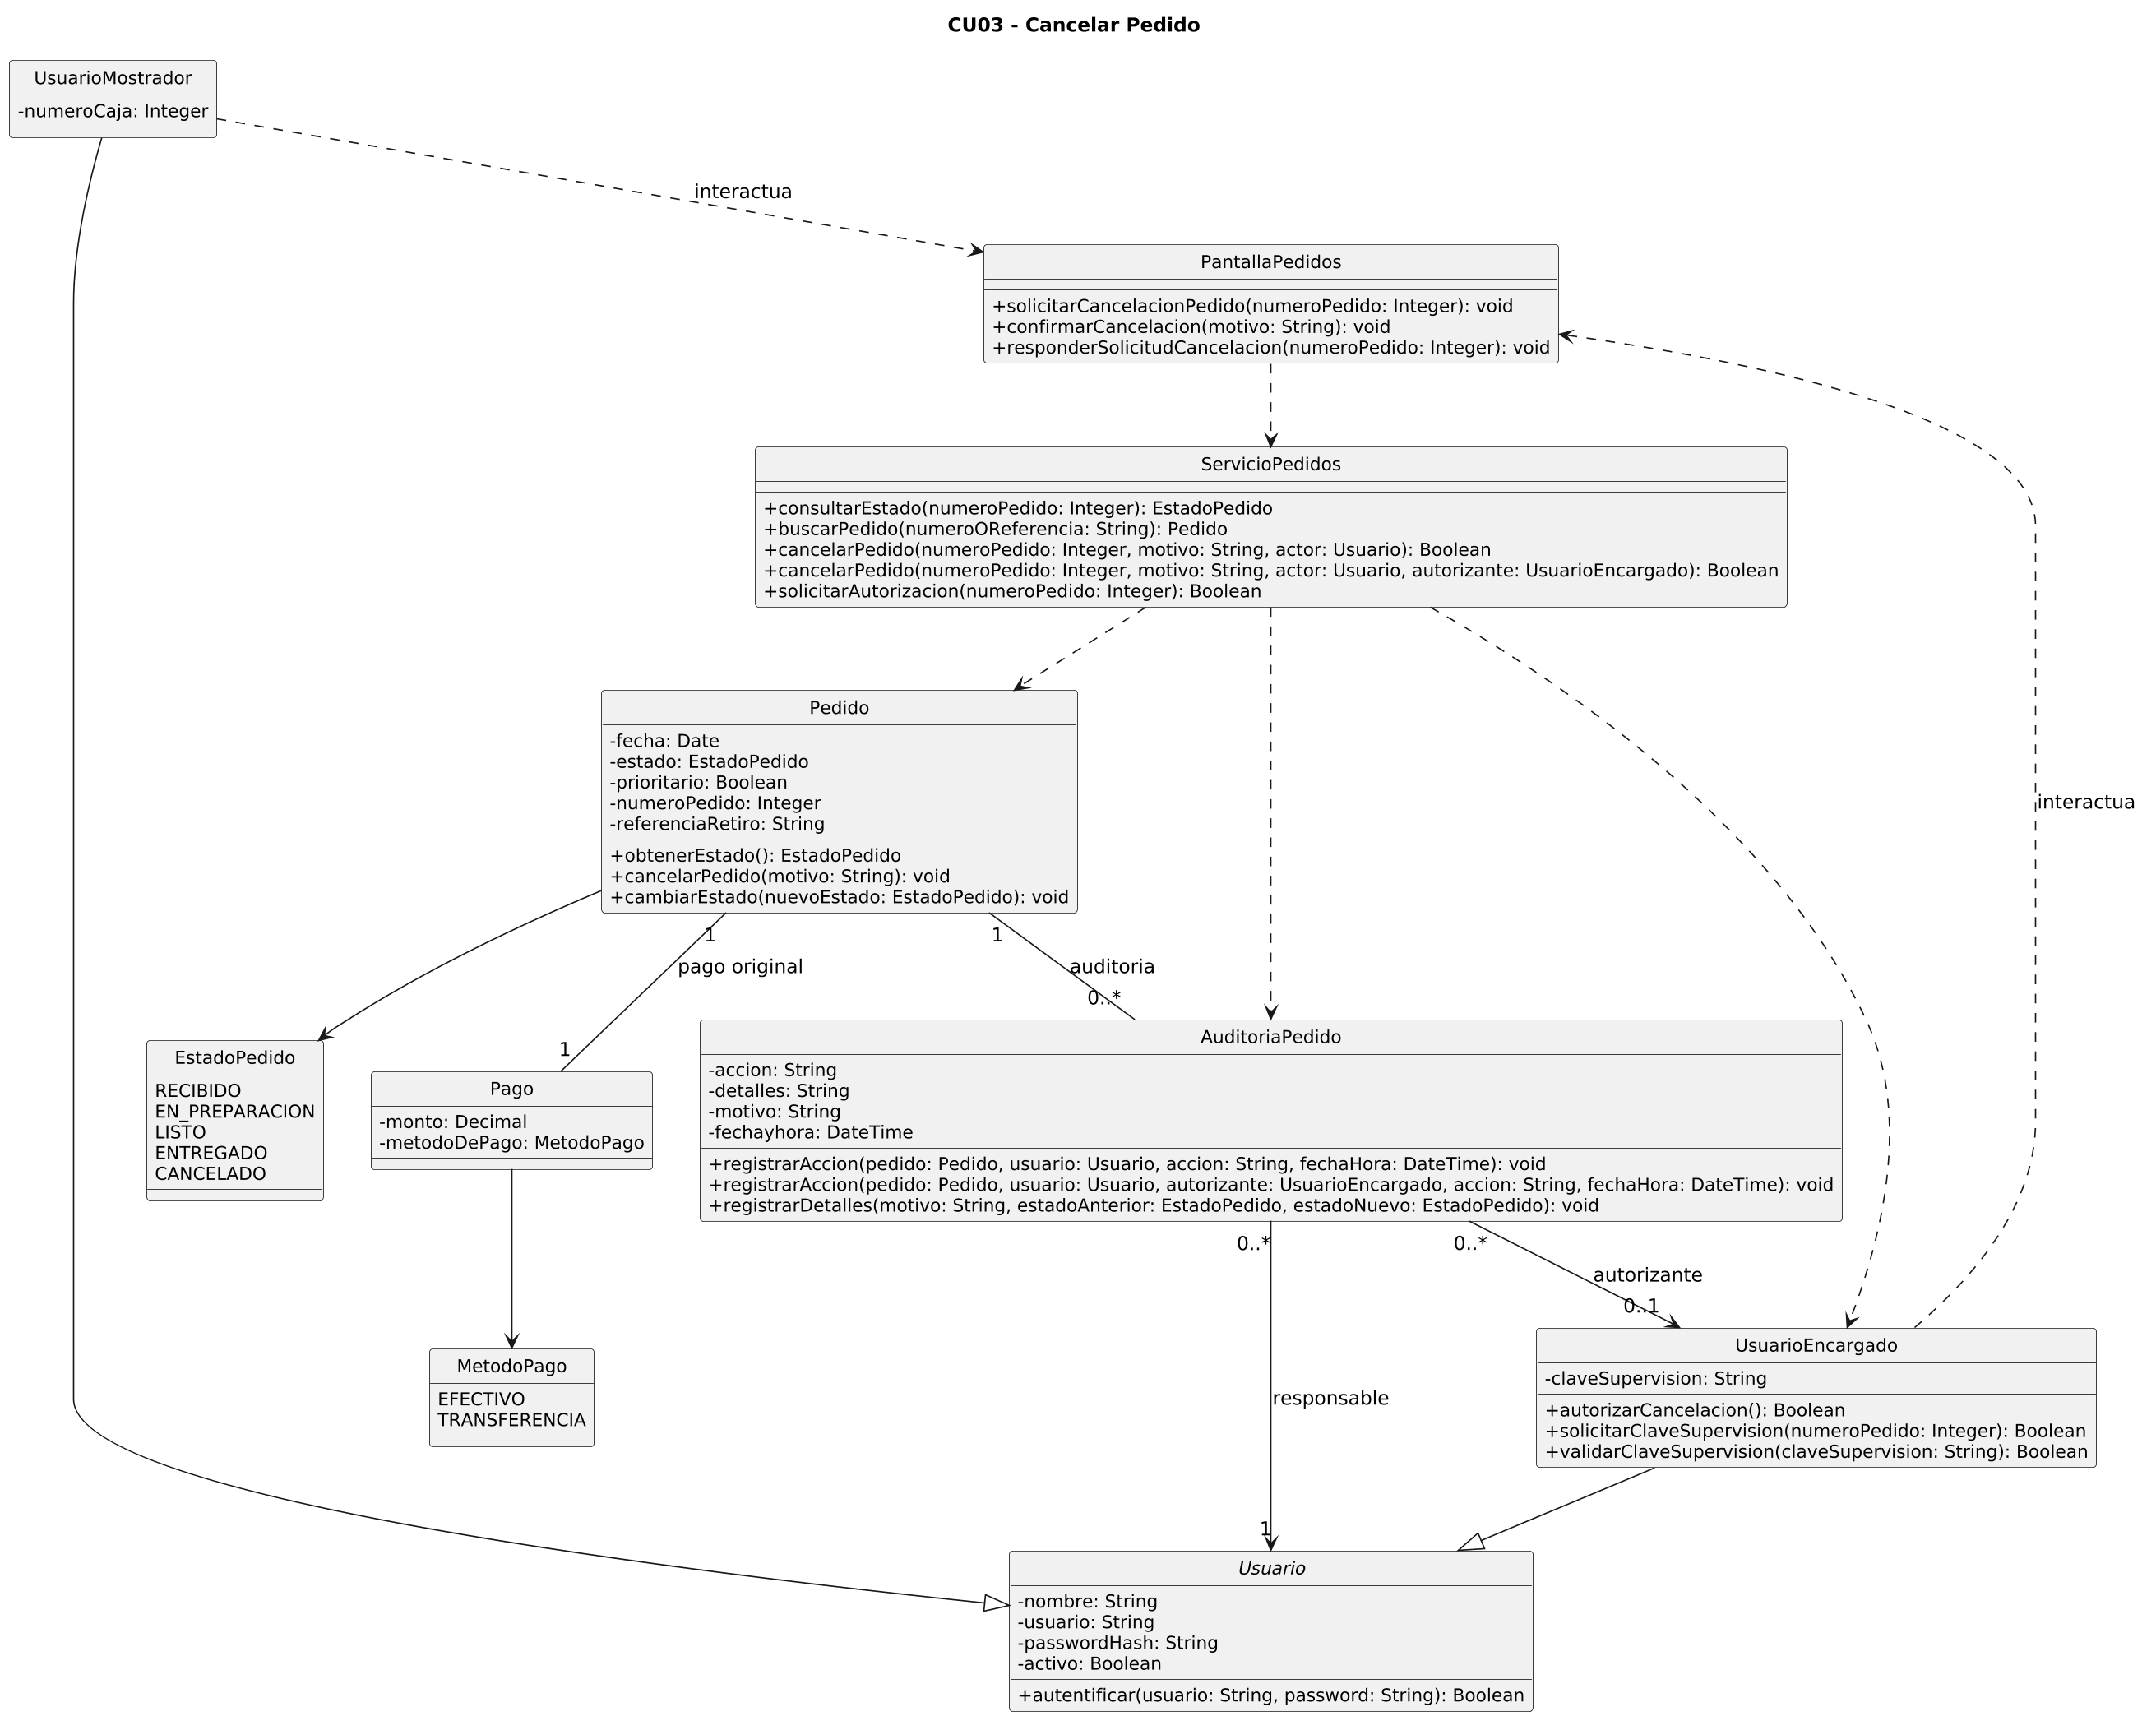 CU03 - Cancelar Pedido
UsuarioMostrador
-numeroCaja: Integer
interactua
PantallaPedidos
+solicitarCancelacionPedido(numeroPedido: Integer): void
+confirmarCancelacion(motivo: String): void
+responderSolicitudCancelacion(numeroPedido: Integer): void
ServicioPedidos
+consultarEstado(numeroPedido: Integer): EstadoPedido
+buscarPedido(numeroOReferencia: String): Pedido
+cancelarPedido(numeroPedido: Integer, motivo: String, actor: Usuario): Boolean
+cancelarPedido(numeroPedido: Integer, motivo: String, actor: Usuario, autorizante: UsuarioEncargado): Boolean
+solicitarAutorizacion(numeroPedido: Integer): Boolean
Pedido
-fecha: Date
-estado: EstadoPedido
-prioritario: Boolean
-numeroPedido: Integer
-referenciaRetiro: String
+obtenerEstado(): EstadoPedido
+cancelarPedido(motivo: String): void
+cambiarEstado(nuevoEstado: EstadoPedido): void
interactua
1
1
pago original
auditoria
0..*
1
EstadoPedido
RECIBIDO
EN_PREPARACION
LISTO
ENTREGADO
CANCELADO
Pago
-monto: Decimal
-metodoDePago: MetodoPago
AuditoriaPedido
-accion: String
-detalles: String
-motivo: String
-fechayhora: DateTime
+registrarAccion(pedido: Pedido, usuario: Usuario, accion: String, fechaHora: DateTime): void
+registrarAccion(pedido: Pedido, usuario: Usuario, autorizante: UsuarioEncargado, accion: String, fechaHora: DateTime): void
+registrarDetalles(motivo: String, estadoAnterior: EstadoPedido, estadoNuevo: EstadoPedido): void
0..*
0..*
autorizante
0..1
responsable
1
MetodoPago
EFECTIVO
TRANSFERENCIA
UsuarioEncargado
-claveSupervision: String
+autorizarCancelacion(): Boolean
+solicitarClaveSupervision(numeroPedido: Integer): Boolean
+validarClaveSupervision(claveSupervision: String): Boolean
Usuario
-nombre: String
-usuario: String
-passwordHash: String
-activo: Boolean
+autentificar(usuario: String, password: String): Boolean